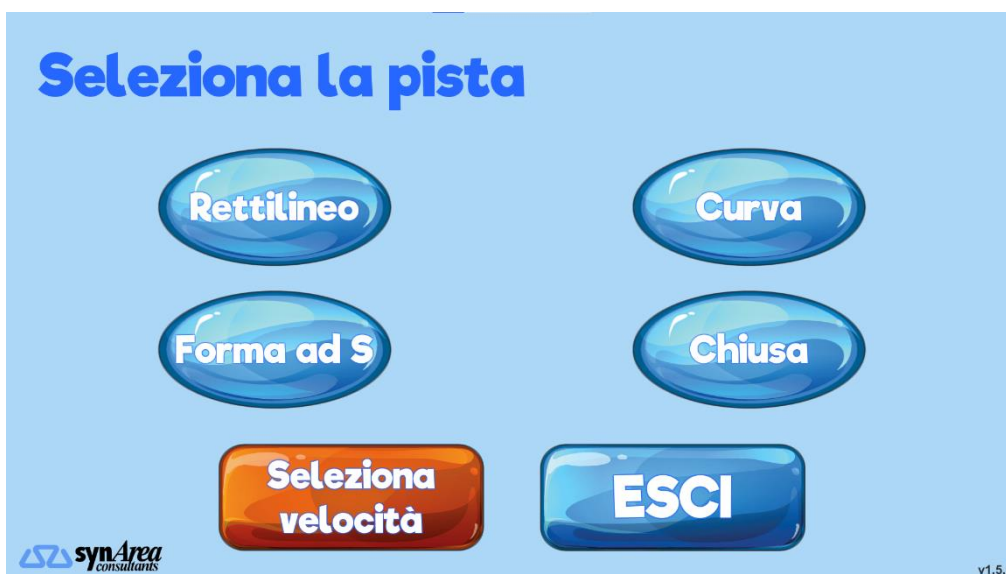 Seleziona la pista
Rettilineo
Curva
Forma ad S
Chiusa
Seleziona
velocità
ESCI
synArea
consultants
v1.5.